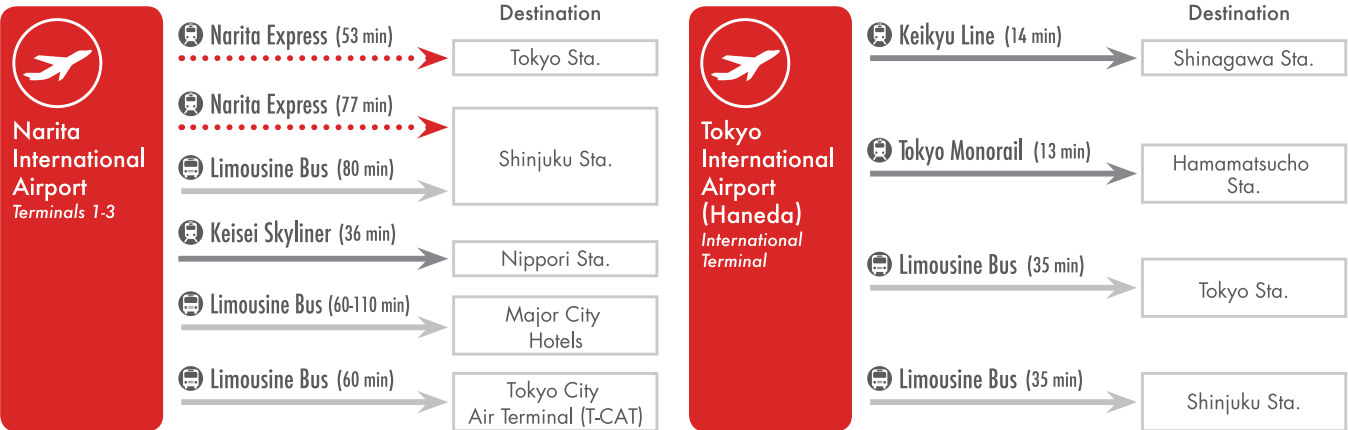 Narita
International
Airport
Terminals 1-3
Destination
Narita Express (53 min)
Tokyo Sta.
Narita Express (77 min)
Limousine Bus (80 min)
Shinjuku Sta.
Keisei Skyliner (36 min)
Nippori Sta.
Limousine Bus (60-110 min)
Major City
Hotels
Limousine Bus (60 min)
Tokyo City
Air Terminal (T-CAT)
Tokyo
International
Airport
(Haneda)
International
Terminal
Destination
Keikyu Line (14 min)
Shinagawa Sta.
Tokyo Monorail (13 min)
Hamamatsucho
Sta.
Limousine Bus (35 min)
Tokyo Sta.
Limousine Bus (35 min)
Shinjuku Sta.